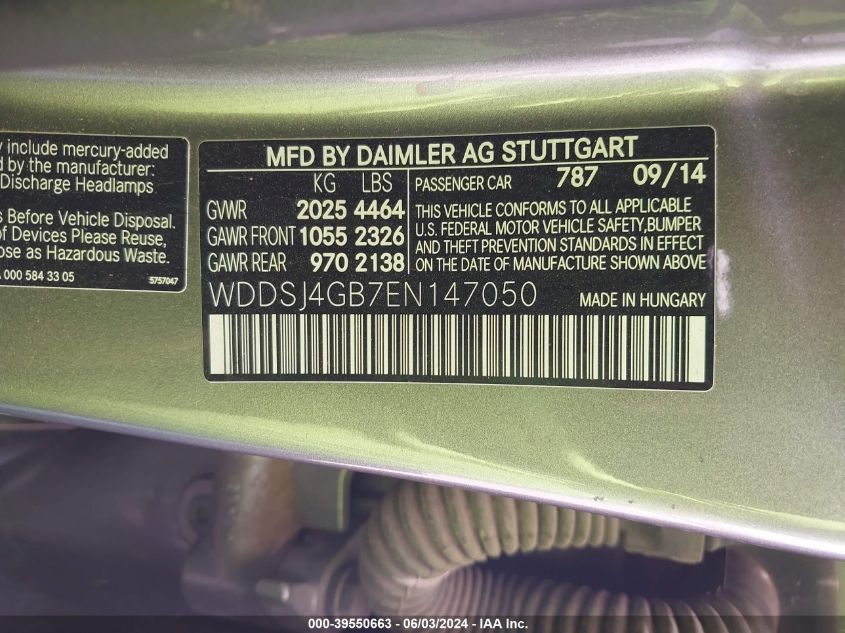 y include mercury-added
d by the manufacturer:
Discharge Headlamps
s Before Vehicle Disposal.
of Devices Please Reuse,
ose as Hazardous Waste.
A 000 584 33 05
5757047
MFD BY DAIMLER AG STUTTGART
KG LBS
GVWR 2025 4464
GAWR FRONT 1055 2326
GAWR REAR 970 2138
PASSENGER CAR 787 09/14
THIS VEHICLE CONFORMS TO ALL APPLICABLE
U.S. FEDERAL MOTOR VEHICLE SAFETY, BUMPER
AND THEFT PREVENTION STANDARDS IN EFFECT
ON THE DATE OF MANUFACTURE SHOWN ABOVE
WDDSJ4GB7EN147050
MADE IN HUNGARY
000-39550663 - 06/03/2024 - IAA Inc.